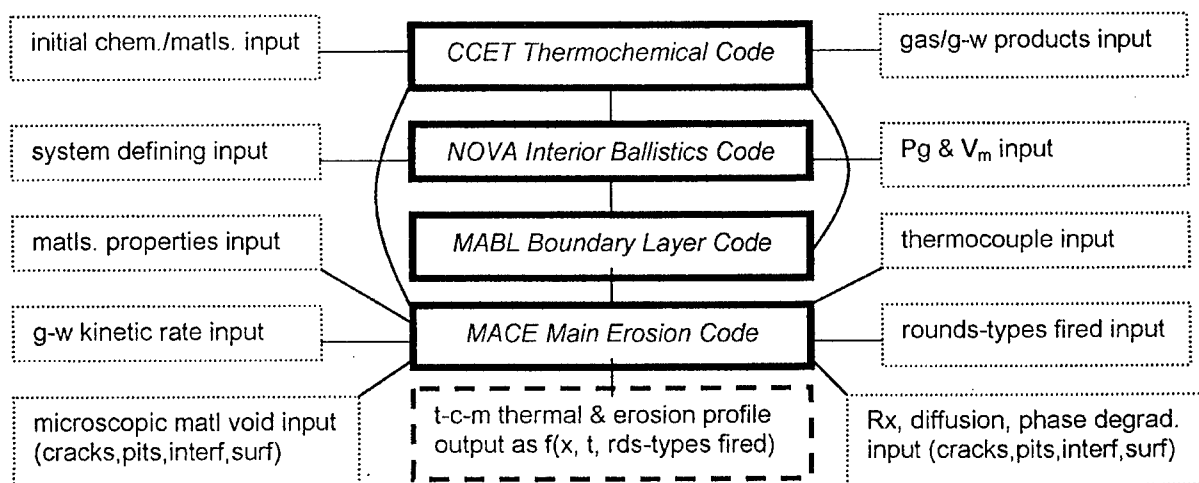 initial chem./matls. input
CCET Thermochemical Code
gas/g-w products input
system defining input
NOVA Interior Ballistics Code
Pg & Vm input
matls. properties input
MABL Boundary Layer Code
thermocouple input
g-w kinetic rate input
MACE Main Erosion Code
rounds-types fired input
microscopic matl void input
(cracks,pits,interf,surf)
t-c-m thermal & erosion profile
output as f(x, t, rds-types fired)
Rx, diffusion, phase degrad.
input (cracks,pits,interf,surf)